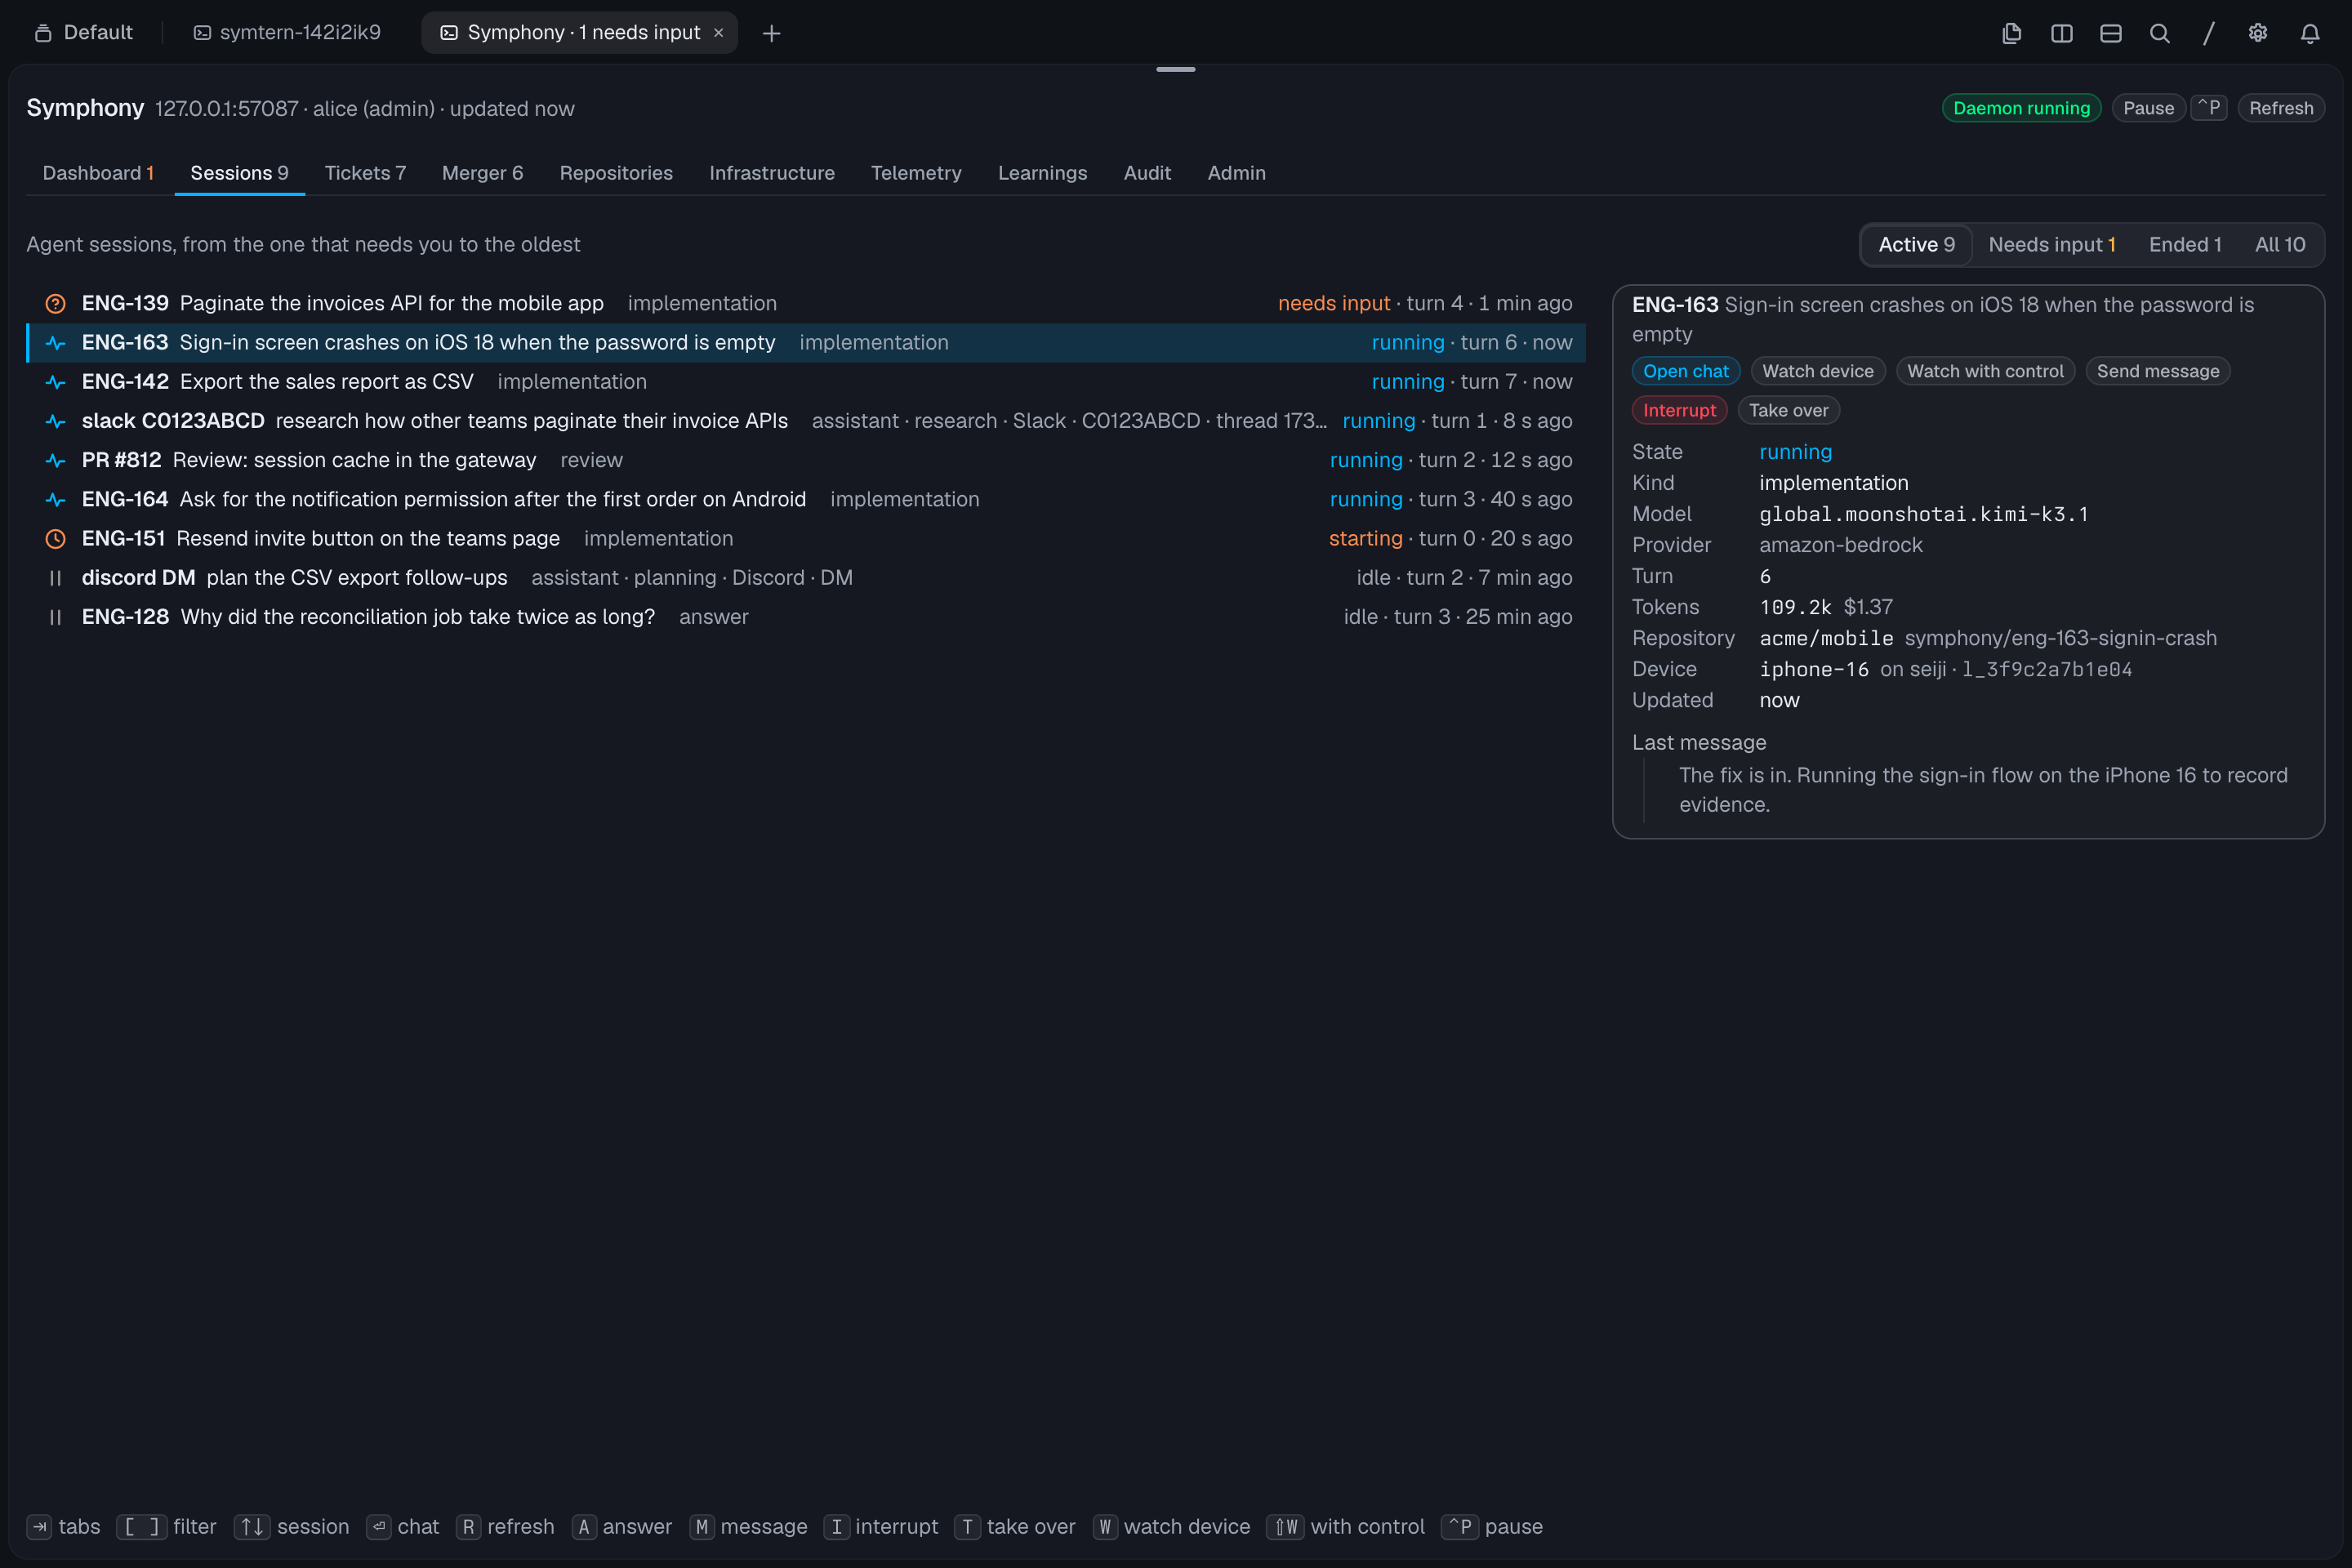 Default symtern-142i2ik9 Symphony · 1 needs input × +
Symphony 127.0.0.1:57087 · alice (admin) · updated now Daemon running Pause ^P Refresh
Dashboard 1 Sessions 9 Tickets 7 Merger 6 Repositories Infrastructure Telemetry Learnings Audit Admin
Agent sessions, from the one that needs you to the oldest Active 9 Needs input 1 Ended 1 All 10
ENG-139 Paginate the invoices API for the mobile app implementation needs input · turn 4 · 1 min ago
ENG-163 Sign-in screen crashes on iOS 18 when the password is empty implementation running · turn 6 · now
ENG-142 Export the sales report as CSV implementation running · turn 7 · now
slack C0123ABCD research how other teams paginate their invoice APIs assistant · research · Slack · C0123ABCD · thread 173… running · turn 1 · 8 s ago
PR #812 Review: session cache in the gateway review running · turn 2 · 12 s ago
ENG-164 Ask for the notification permission after the first order on Android implementation running · turn 3 · 40 s ago
ENG-151 Resend invite button on the teams page implementation starting · turn 0 · 20 s ago
discord DM plan the CSV export follow-ups assistant · planning · Discord · DM idle · turn 2 · 7 min ago
ENG-128 Why did the reconciliation job take twice as long? answer idle · turn 3 · 25 min ago
ENG-163 Sign-in screen crashes on iOS 18 when the password is
empty
Open chat Watch device Watch with control Send message
Interrupt Take over
State running
Kind implementation
Model global.moonshotai.kimi-k3.1
Provider amazon-bedrock
Turn 6
Tokens 109.2k $1.37
Repository acme/mobile symphony/eng-163-signin-crash
Device iphone-16 on seiji · l_3f9c2a7b1e04
Updated now
Last message
The fix is in. Running the sign-in flow on the iPhone 16 to record
evidence.
⇥ tabs [ ] filter ↑↓ session ⏎ chat R refresh A answer M message I interrupt T take over W watch device ⇧W with control ^P pause